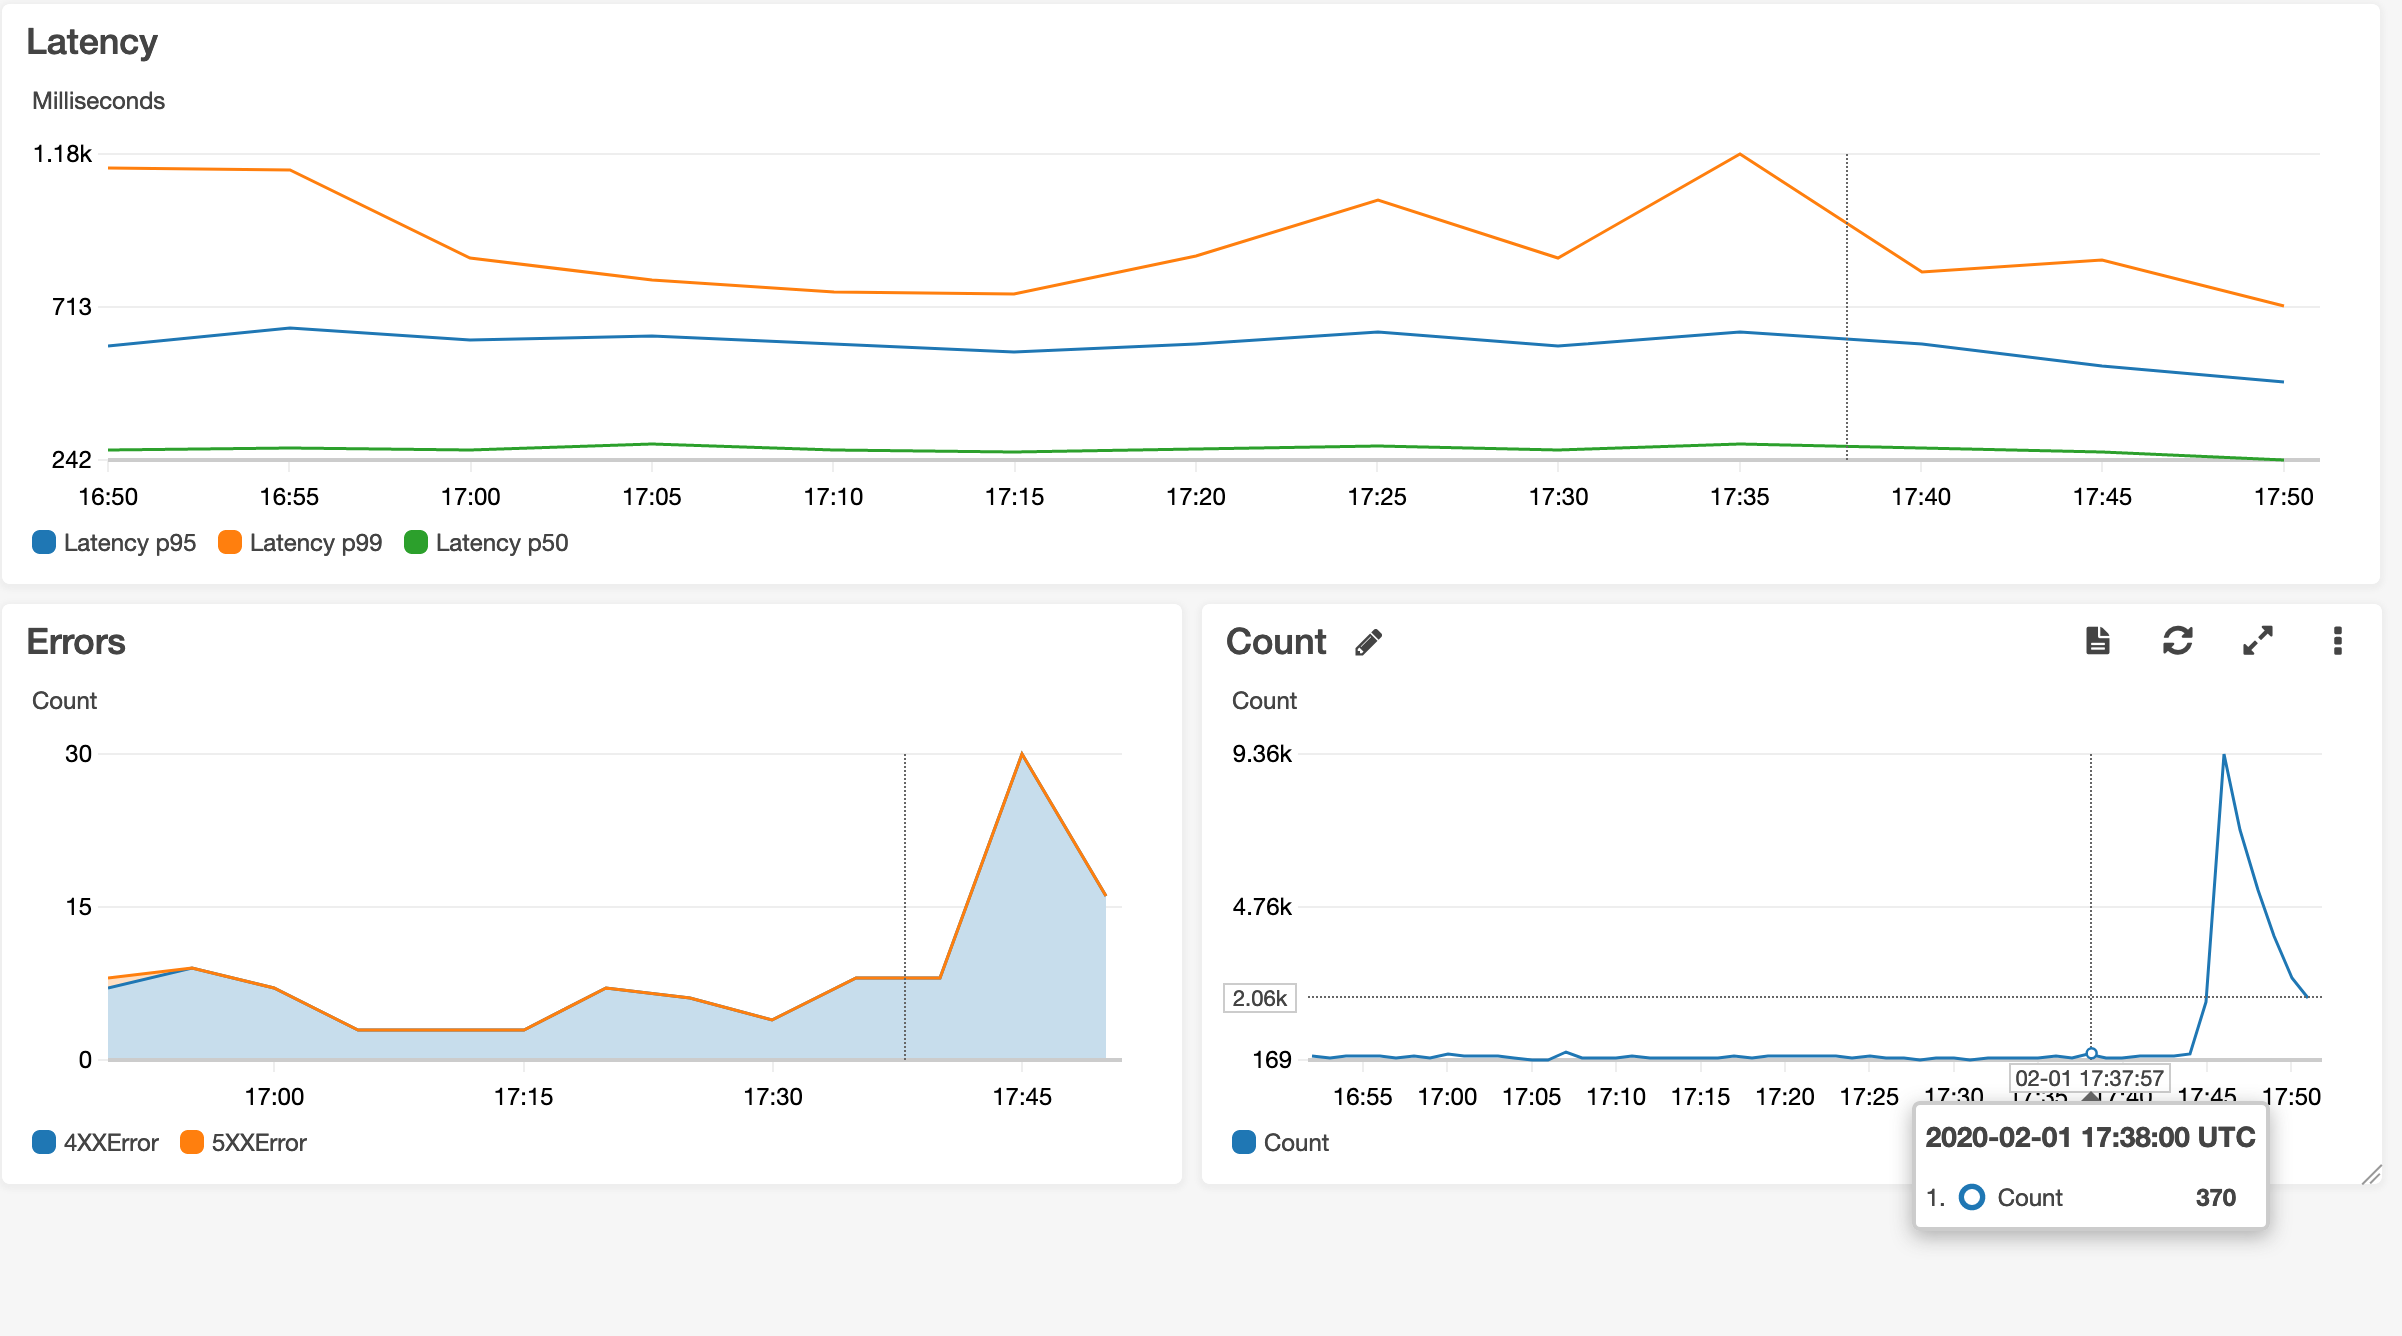 Latency
Milliseconds
1.18k
713
242
16:50 16:55 17:00 17:05 17:10 17:15 17:20 17:25 17:30 17:35 17:40 17:45 17:50
Latency p95 Latency p99 Latency p50
Errors
Count
30
15
0
17:00 17:15 17:30 17:45
4XXError 5XXError
Count
Count
9.36k
4.76k
2.06k
169
02-01 17:37:57
16:55 17:00 17:05 17:10 17:15 17:20 17:25 17:30 17:35 17:40 17:45 17:50
Count
2020-02-01 17:38:00 UTC
1. Count 370